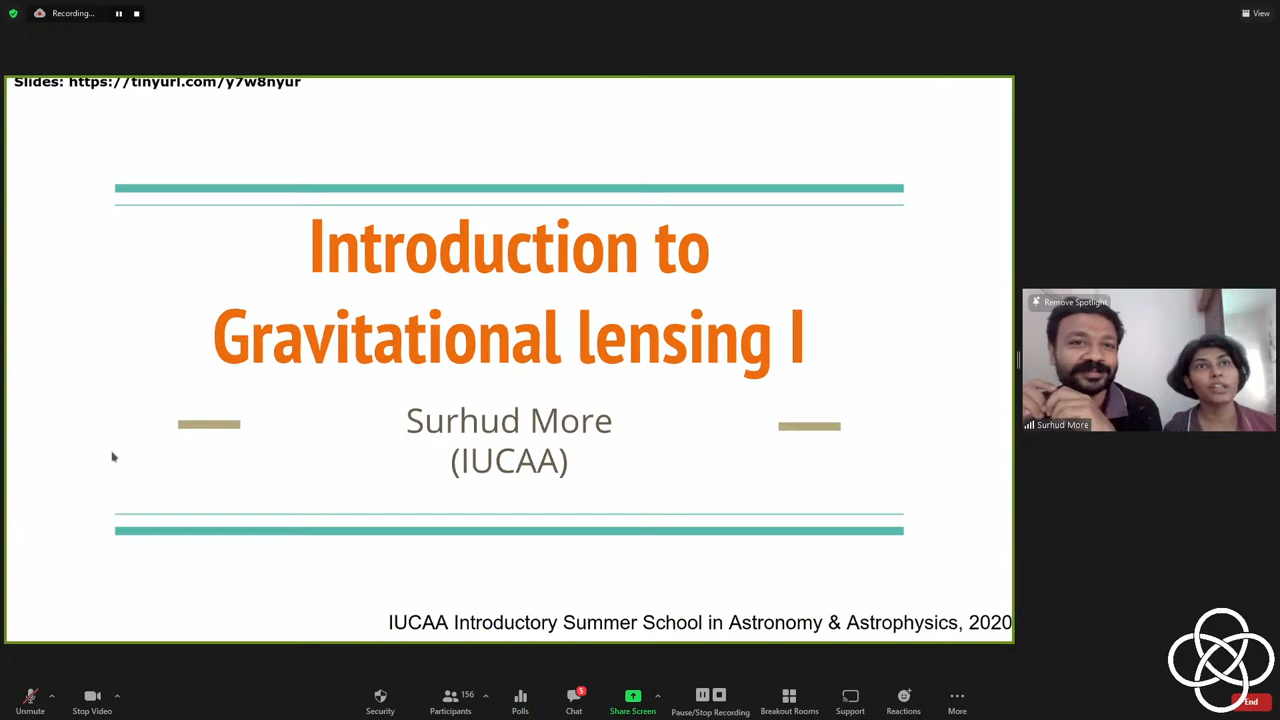 Recording...
View
Slides: https://tinyurl.com/y7w8nyur
Introduction to
Gravitational lensing I
Surhud More
(IUCAA)
IUCAA Introductory Summer School in Astronomy & Astrophysics, 2020
Remove Spotlight
Surhud More
Unmute
Stop Video
Security
156
Participants
Polls
5
Chat
Share Screen
Pause/Stop Recording
Breakout Rooms
Support
Reactions
More
End